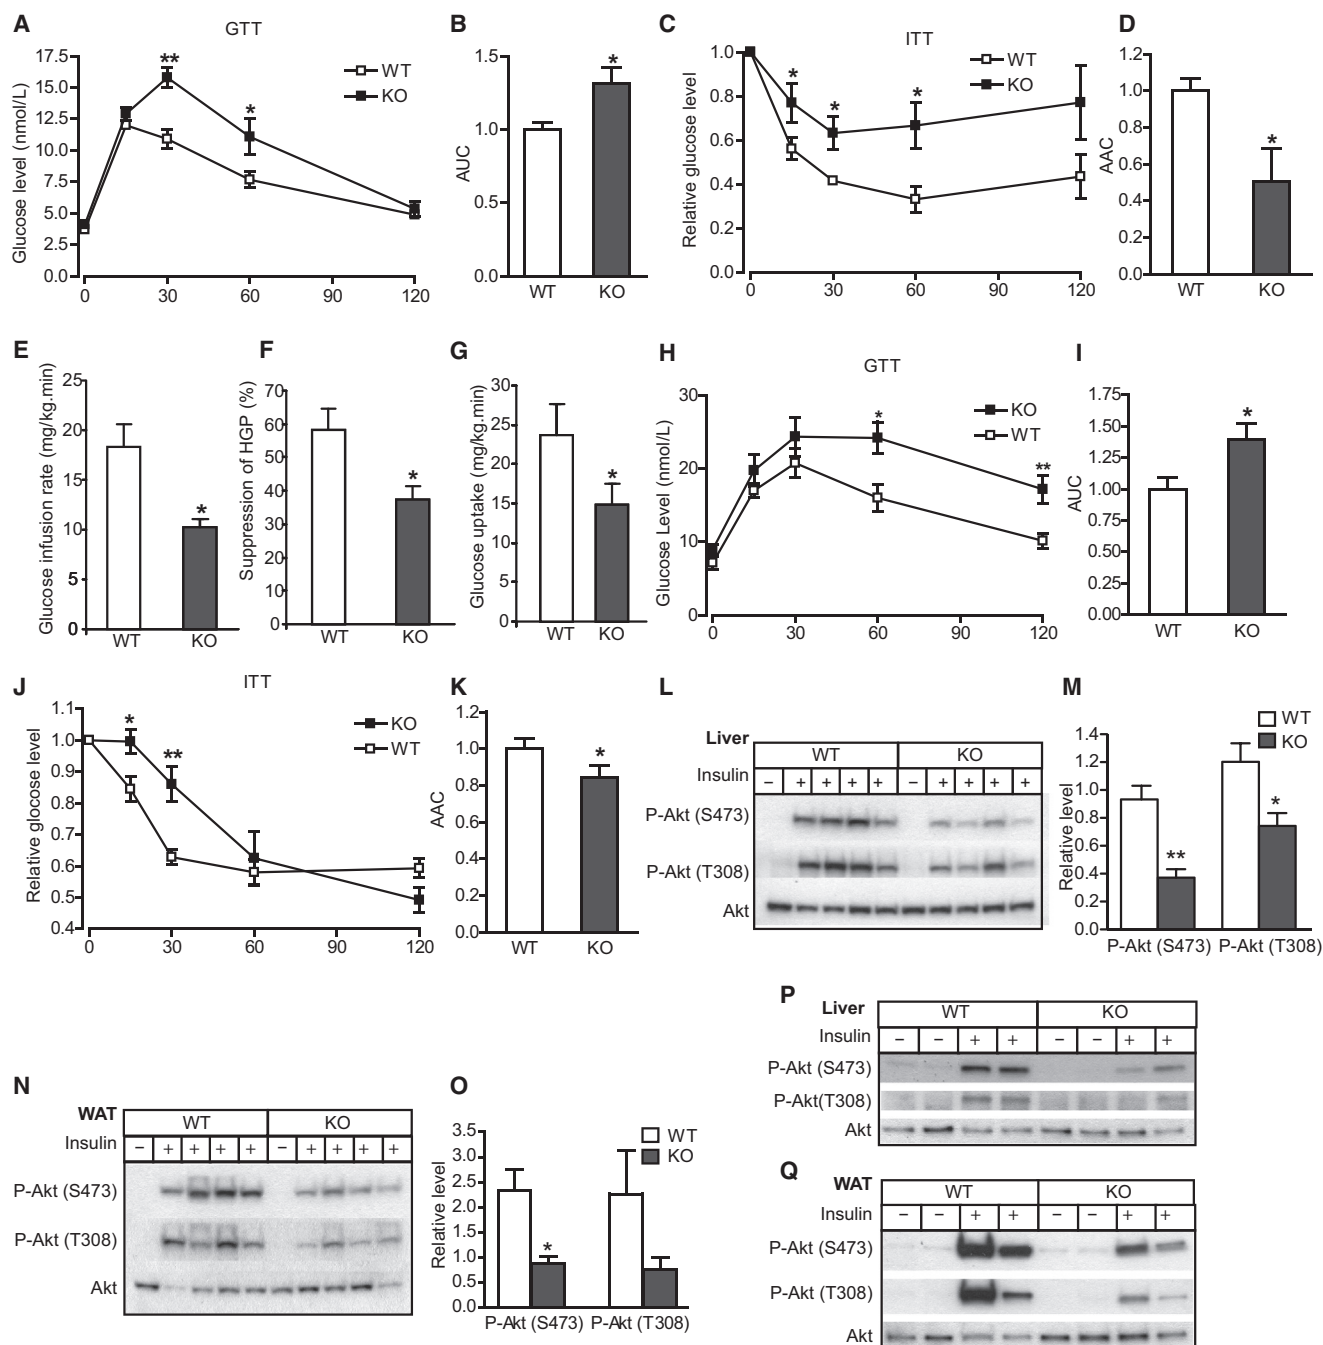 A
GTT
Glucose level (nmol/L)
17.5
15.0
12.5
10.0
7.5
5.0
2.5
0.0
0 30 60 90 120
** *
WT
KO
B
AUC
1.5
1.0
0.5
0.0
*
WT KO
C
ITT
Relative glucose level
1.0
0.8
0.6
0.4
0.2
0.0
0 30 60 90 120
* * *
WT
KO
D
AAC
1.2
1.0
0.8
0.6
0.4
0.2
0.0
*
WT KO
E
Glucose infusion rate (mg/kg.min)
25
20
15
10
5
0
*
WT KO
F
Suppression of HGP (%)
70
60
50
40
30
20
10
0
*
WT KO
G
Glucose uptake (mg/kg.min)
30
25
20
15
10
5
0
*
WT KO
H
GTT
Glucose Level (nmol/L)
30
20
10
0
0 30 60 90 120
* **
KO
WT
I
AUC
1.75
1.50
1.25
1.00
0.75
0.50
0.25
0.00
*
WT KO
J
ITT
Relative glocose level
1.1
1.0
0.9
0.8
0.7
0.6
0.5
0.4
0 30 60 90 120
* **
KO
WT
K
AAC
1.2
1.0
0.8
0.6
0.4
0.2
0.0
*
WT KO
L
Liver
WT KO
Insulin − + + + + − + + + +
P-Akt (S473)
P-Akt (T308)
Akt
M
WT
KO
Relative level
1.4
1.2
1.0
0.8
0.6
0.4
0.2
0.0
** *
P-Akt (S473) P-Akt (T308)
N
WAT
WT KO
Insulin − + + + + − + + + +
P-Akt (S473)
P-Akt (T308)
Akt
O
WT
KO
Relative level
3.5
3.0
2.5
2.0
1.5
1.0
0.5
0.0
*
P-Akt (S473) P-Akt (T308)
P
Liver
WT KO
Insulin − − + + − − + +
P-Akt (S473)
P-Akt(T308)
Akt
Q
WAT
WT KO
Insulin − − + + − − + +
P-Akt (S473)
P-Akt (T308)
Akt